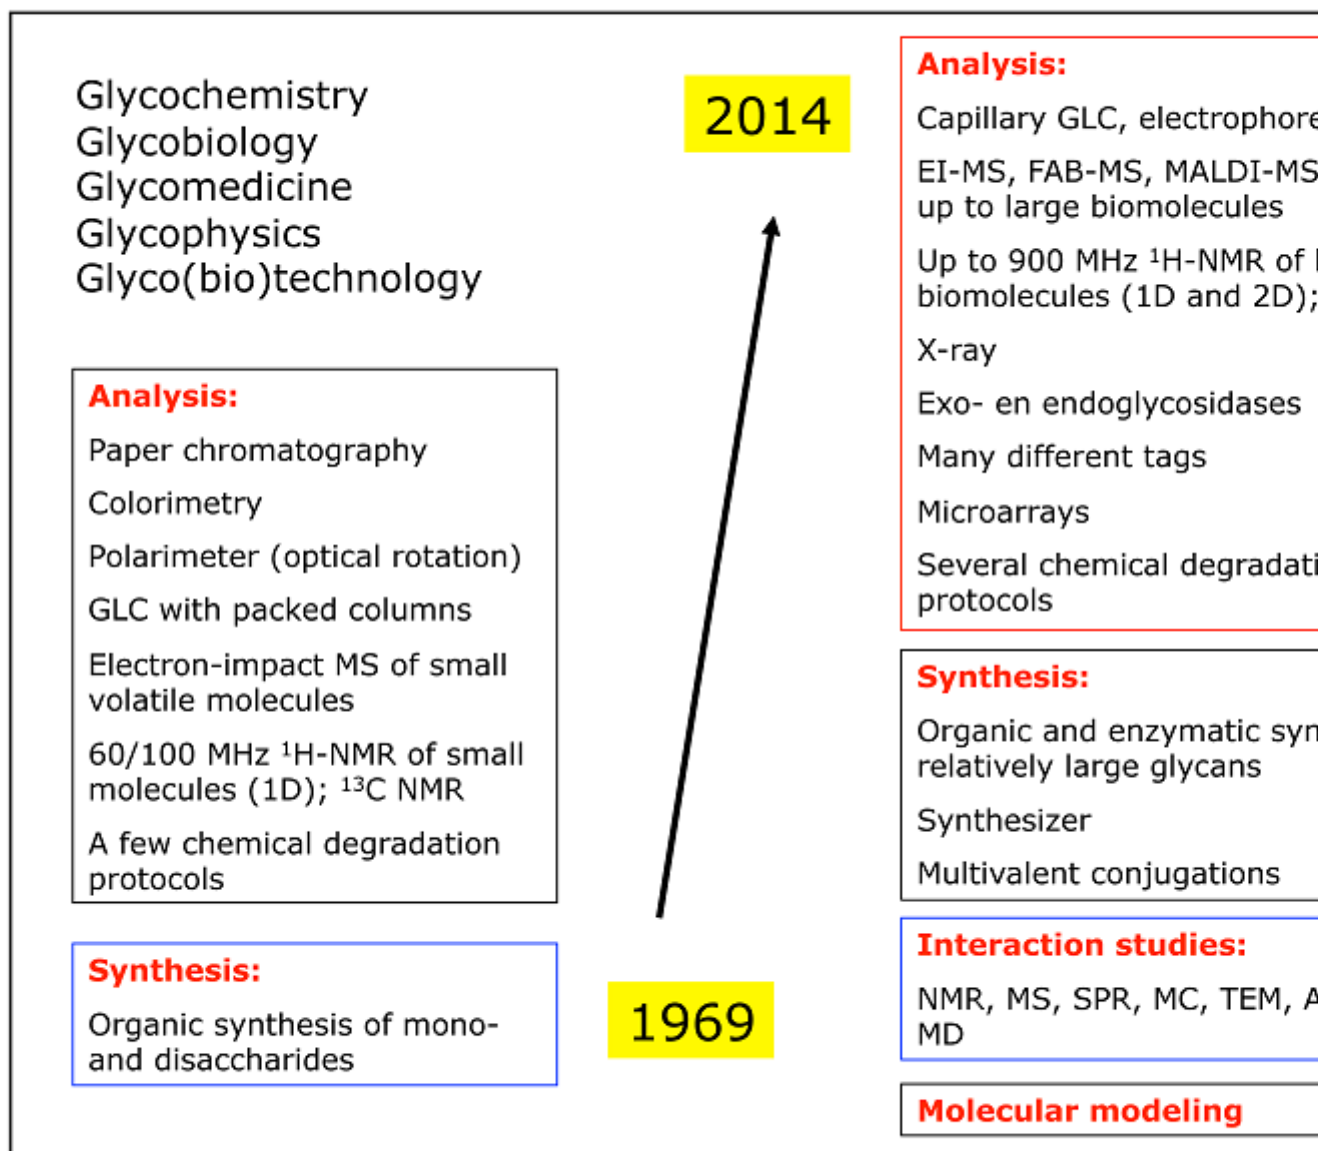 Glycochemistry
Glycobiology
Glycomedicine
Glycophysics
Glyco(bio)technology
Analysis:
Paper chromatography
Colorimetry
Polarimeter (optical rotation)
GLC with packed columns
Electron-impact MS of small
volatile molecules
60/100 MHz ¹H-NMR of small
molecules (1D); ¹³C NMR
A few chemical degradation
protocols
Synthesis:
Organic synthesis of mono-
and disaccharides
2014
1969
Analysis:
Capillary GLC,
EI-MS, FAB-MS, MALDI-MS
up to large biomolecules
Up to 900 MHz ¹H-NMR of
biomolecules (1D and 2D);
X-ray
Exo- en endoglycosidases
Many different tags
Microarrays
Several chemical
protocols
Synthesis:
Organic and enzymatic
relatively large glycans
Synthesizer
Multivalent conjugations
Interaction studies:
NMR, MS, SPR, MC, TEM,
MD
Molecular modeling